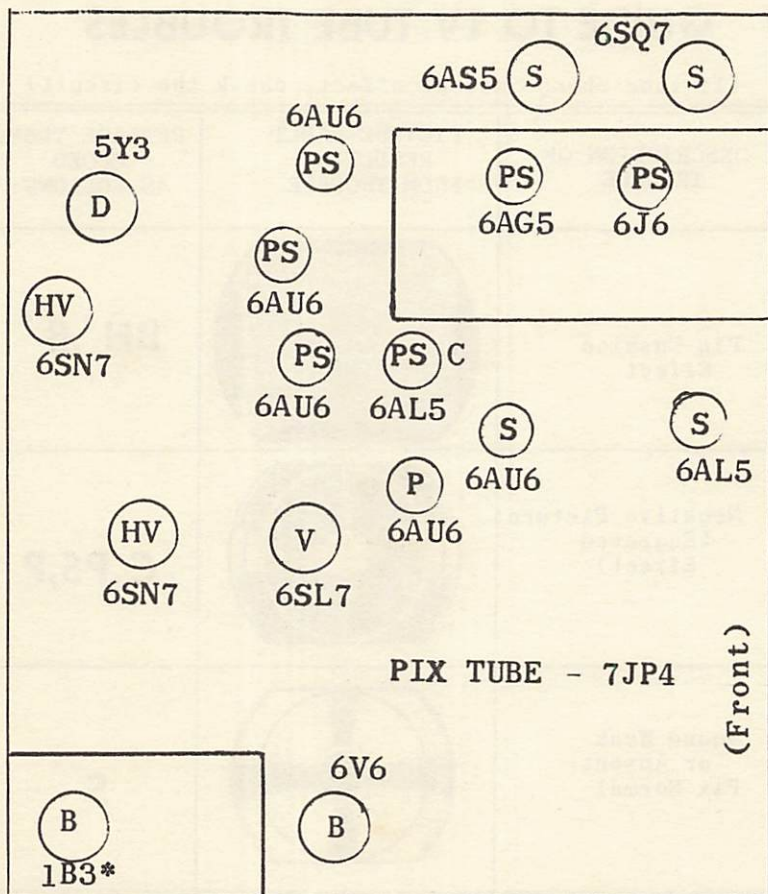 6SQ7
6AS5 S S
6AU6
5Y3 PS PS PS
D 6AG5 6J6
PS
HV 6AU6
6SN7 PS PS C
6AU6 6AL5 S S
6AU6 6AL5
P
6AU6
HV V
6SN7 6SL7
PIX TUBE - 7JP4
(Front)
6V6
B B
1B3*